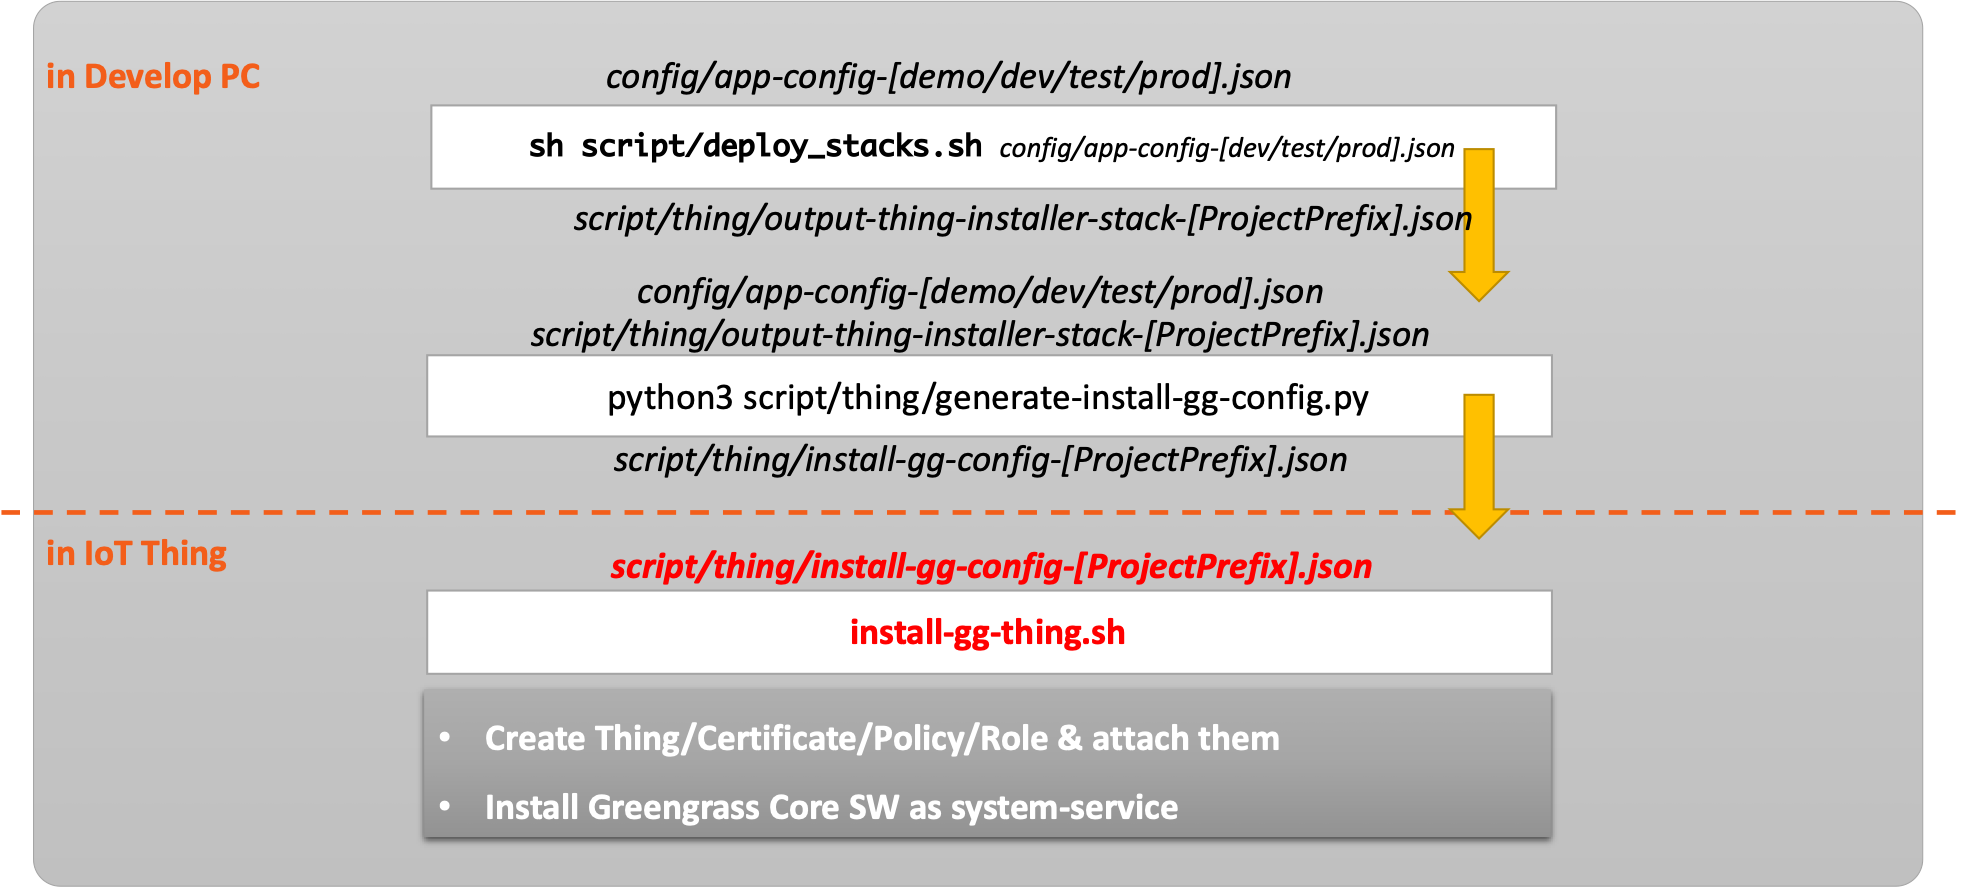 in Develop PC
config/app-config-[demo/dev/test/prod].json
sh script/deploy_stacks.sh config/app-config-[dev/test/prod].json
script/thing/output-thing-installer-stack-[ProjectPrefix].json
config/app-config-[demo/dev/test/prod].json
script/thing/output-thing-installer-stack-[ProjectPrefix].json
python3 script/thing/generate-install-gg-config.py
script/thing/install-gg-config-[ProjectPrefix].json
in IoT Thing
script/thing/install-gg-config-[ProjectPrefix].json
install-gg-thing.sh
• Create Thing/Certificate/Policy/Role & attach them
• Install Greengrass Core SW as system-service